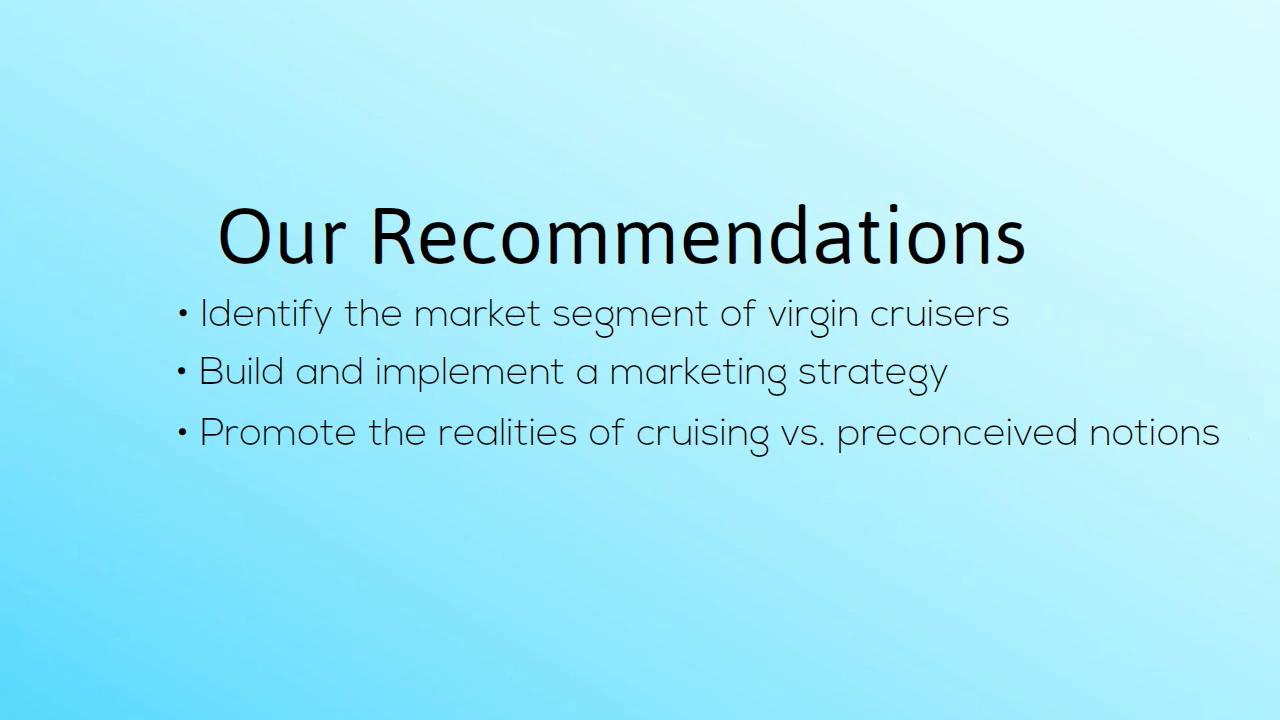 Our Recommendations
• Identify the market segment of virgin cruisers
• Build and implement a marketing strategy
• Promote the realities of cruising vs. preconceived notions